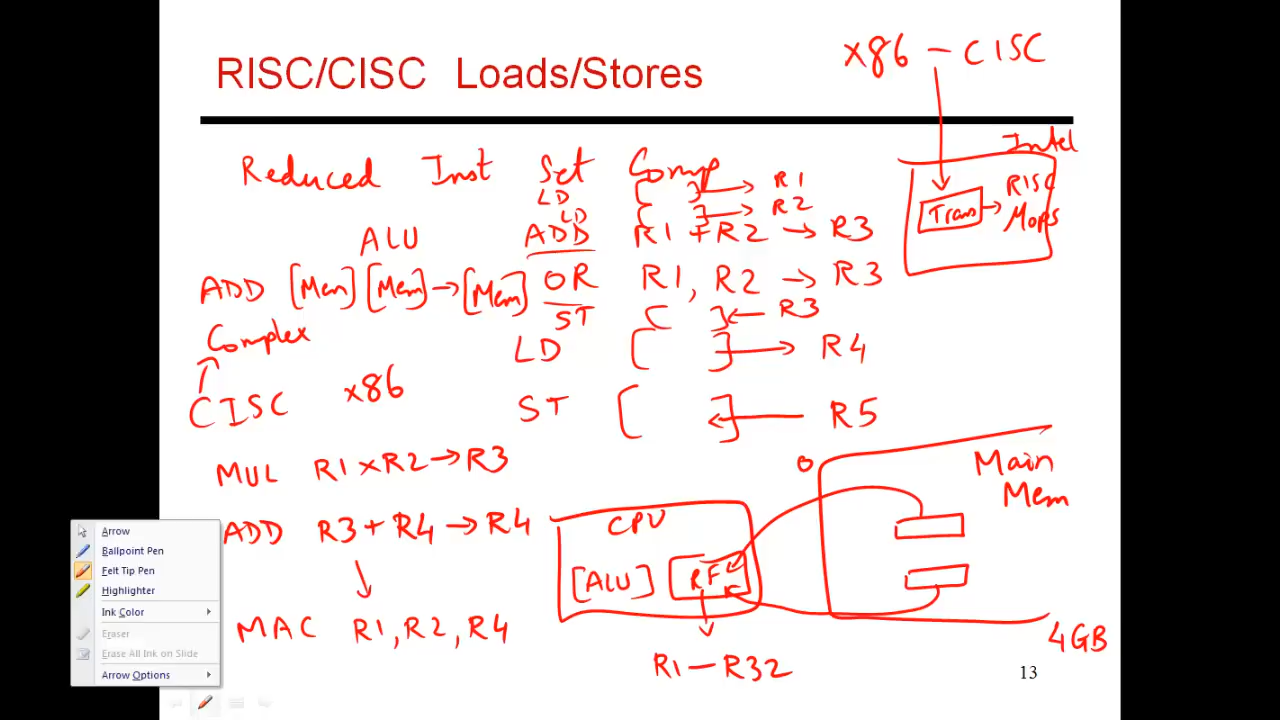 RISC/CISC Loads/Stores
x86 – CISC
Intel
Trans → RISC
Mops
Reduced Inst Set Comp
LD [ ] → R1
LD [ ] → R2
ALU
ADD R1 + R2 → R3
ADD [Mem] [Mem] → [Mem]
OR R1, R2 → R3
ST [ ] ← R3
Complex
LD [ ] → R4
CISC x86
ST [ ] ← R5
MUL R1 x R2 → R3
ADD R3 + R4 → R4
MAC R1, R2, R4
0
Main
Mem
CPU
[ALU] RF
R1 – R32
4GB
13
Arrow
Ballpoint Pen
Felt Tip Pen
Highlighter
Ink Color
Eraser
Erase All Ink on Slide
Arrow Options